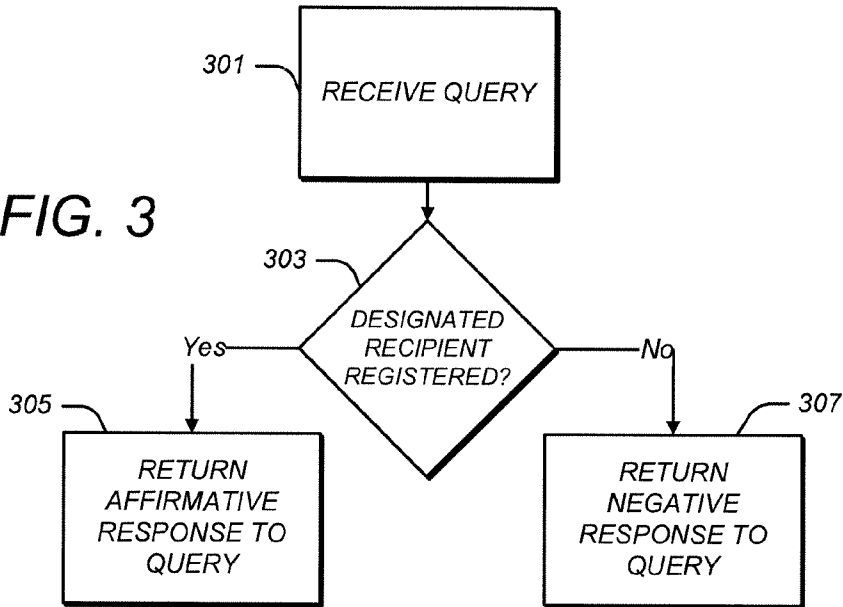 301
RECEIVE QUERY
FIG. 3
303
DESIGNATED
RECIPIENT
REGISTERED?
Yes
No
305
RETURN
AFFIRMATIVE
RESPONSE TO
QUERY
307
RETURN
NEGATIVE
RESPONSE TO
QUERY